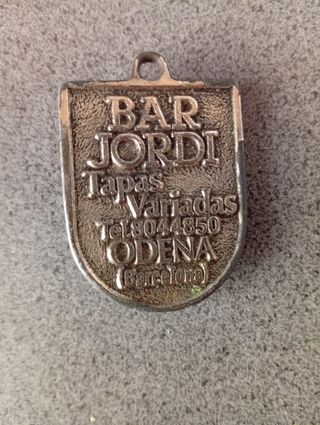 BAR
JORDI
Tapas
Variadas
Tel.8044850
ODENA
(Barcelona)